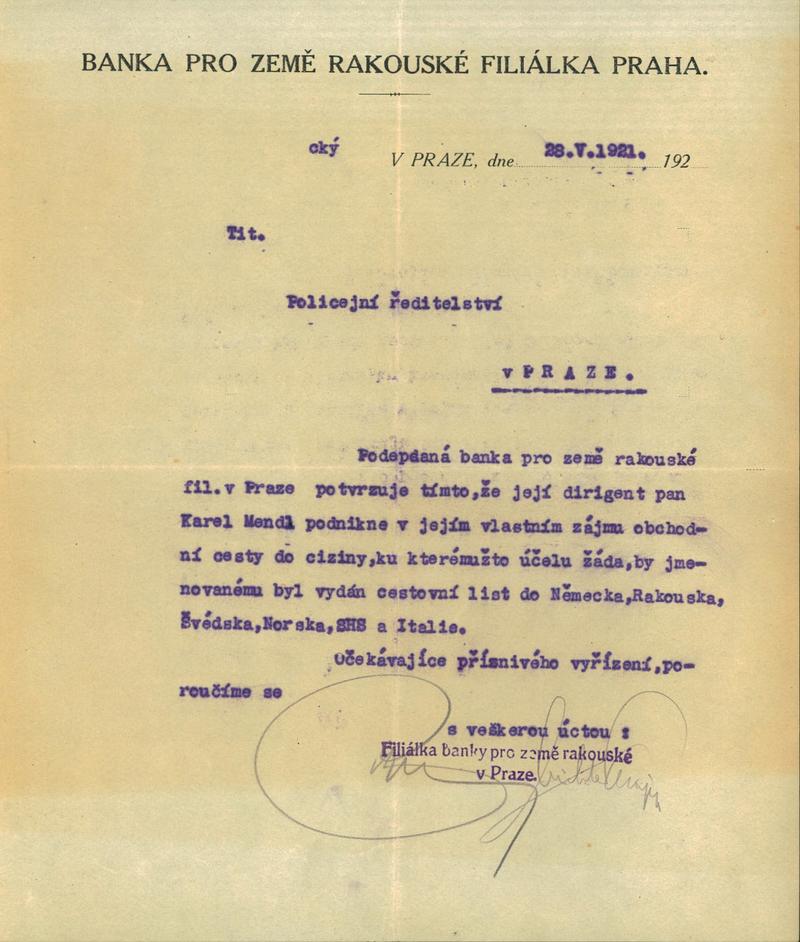 BANKA PRO ZEMĚ RAKOUSKÉ FILIÁLKA PRAHA.
cký
V PRAZE, dne 28.V.1921. 192
Tit.
Policejní ředitelství
v PRAZE.
Podepdaná banka pro země rakouské
fil.v Praze potvrzuje tímto,že její dirigent pan
Karel Mendl podnikne v jejím vlastním zájmu obchod-
ní cesty do ciziny,ku kterémužto účelu žáda,by jme-
novanému byl vydán cestovní list do Německa,Rakouska,
Švédska,Norska,SHS a Italie.
Očekávajíce příznivého vyřízení,po-
roučíme se
s veškerou úctou :
Filiálka banky pro země rakouské
v Praze.